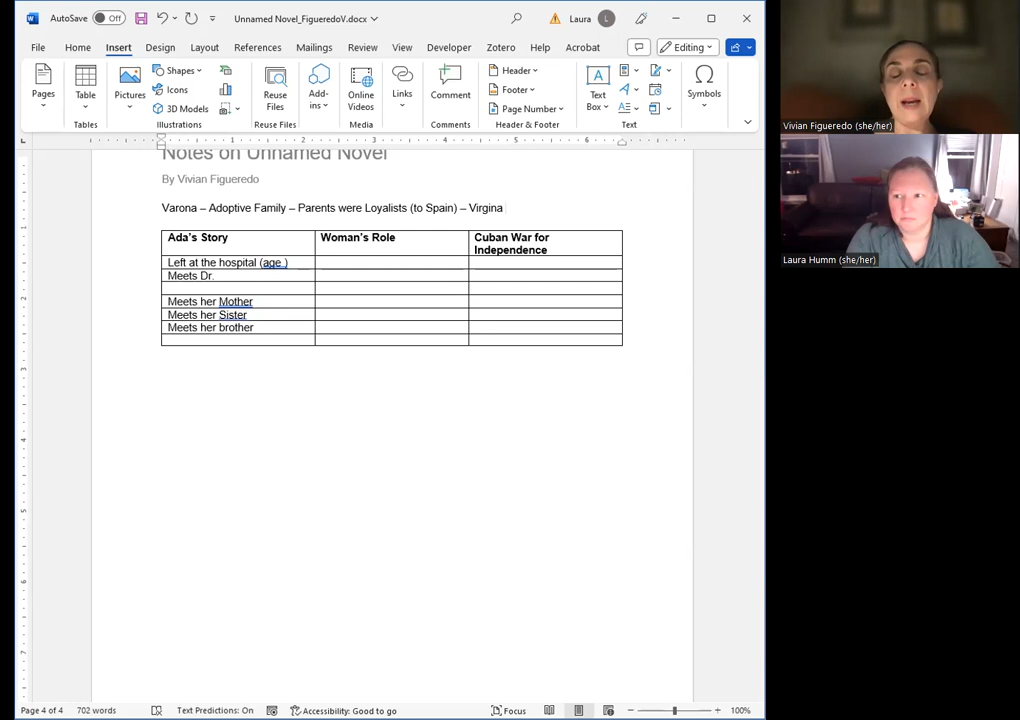 AutoSave Off Unnamed Novel_FigueredoV.docx Laura L
File Home Insert Design Layout References Mailings Review View Developer Zotero Help Acrobat Editing
Pages
Table
Tables
Pictures
Shapes
Icons
3D Models
Illustrations
Reuse
Files
Reuse Files
Add-
ins
Online
Videos
Media
Links
Comment
Comments
Header
Footer
Page Number
Header & Footer
Text
Box
Text
Symbols
Notes on Unnamed Novel
By Vivian Figueredo
Varona – Adoptive Family – Parents were Loyalists (to Spain) – Virgina
Ada's Story Woman's Role Cuban War for
Independence
Left at the hospital (age )
Meets Dr.
Meets her Mother
Meets her Sister
Meets her brother
Page 4 of 4 702 words Text Predictions: On Accessibility: Good to go Focus 100%
Vivian Figueredo (she/her)
Laura Humm (she/her)